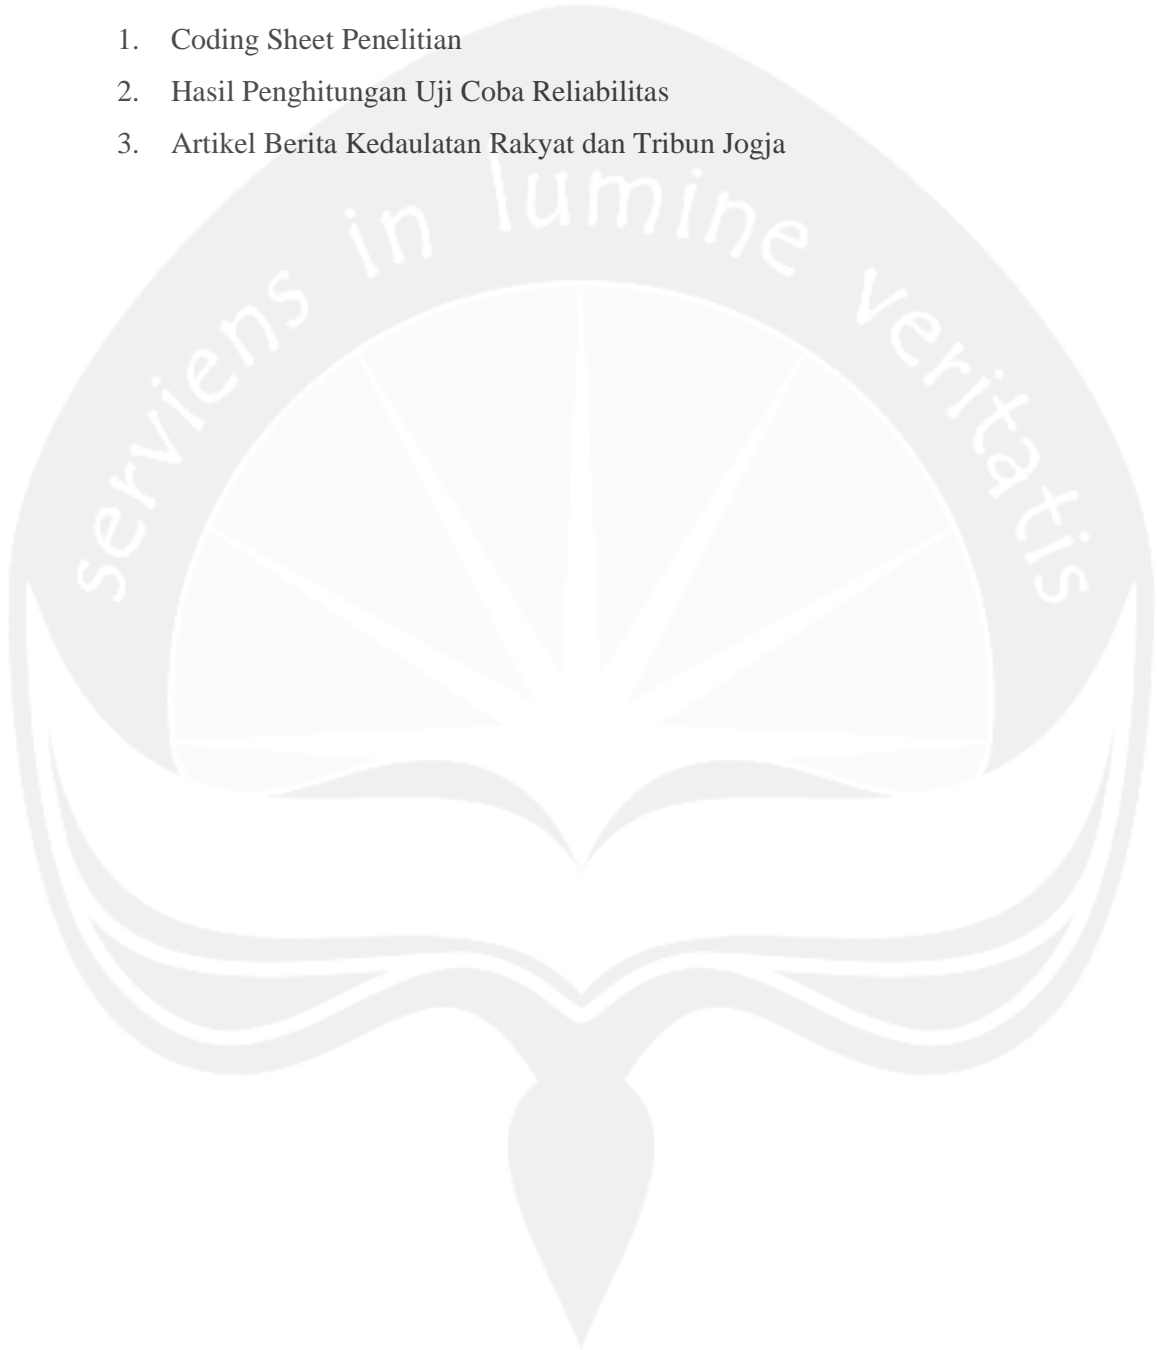 1. Coding Sheet Penelitian
2. Hasil Penghitungan Uji Coba Reliabilitas
3. Artikel Berita Kedaulatan Rakyat dan Tribun Jogja
serviens in lumine veritatis